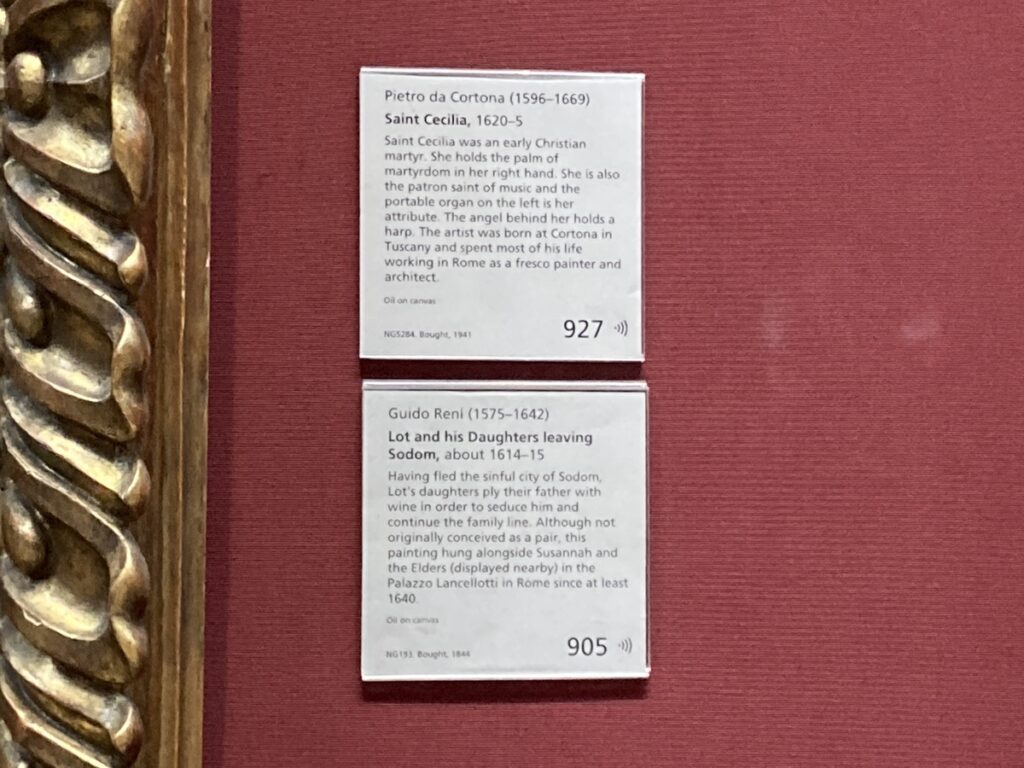 Pietro da Cortona (1596–1669)
Saint Cecilia, 1620–5
Saint Cecilia was an early Christian
martyr. She holds the palm of
martyrdom in her right hand. She is also
the patron saint of music and the
portable organ on the left is her
attribute. The angel behind her holds a
harp. The artist was born at Cortona in
Tuscany and spent most of his life
working in Rome as a fresco painter and
architect.
Oil on canvas
NG5284. Bought, 1941
927
Guido Reni (1575–1642)
Lot and his Daughters leaving
Sodom, about 1614–15
Having fled the sinful city of Sodom,
Lot's daughters ply their father with
wine in order to seduce him and
continue the family line. Although not
originally conceived as a pair, this
painting hung alongside Susannah and
the Elders (displayed nearby) in the
Palazzo Lancellotti in Rome since at least
1640.
Oil on canvas
NG193. Bought, 1844
905